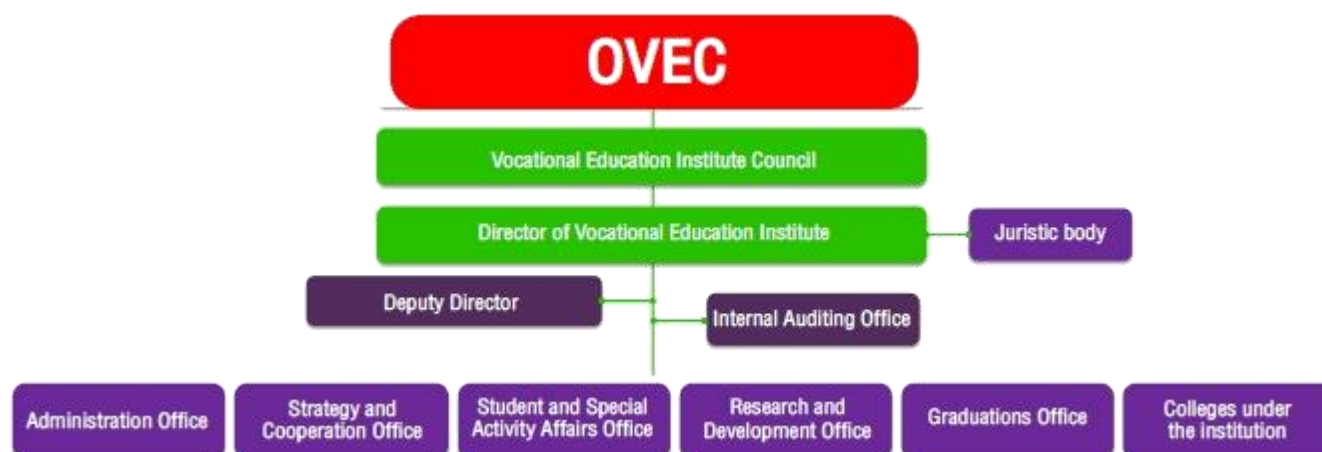 OVEC
Vocational Education Institute Council
Director of Vocational Education Institute
Juristic body
Deputy Director
Internal Auditing Office
Administration Office
Strategy and
Cooperation Office
Student and Special
Activity Affairs Office
Research and
Development Office
Graduations Office
Colleges under
the institution